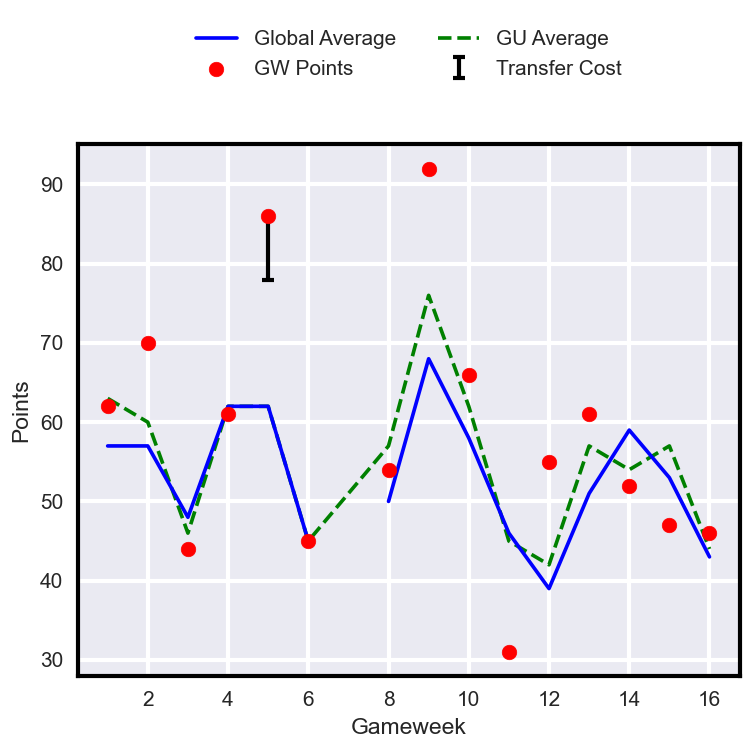 Global Average
GU Average
GW Points
Transfer Cost
90
80
70
60
50
40
30
Points
2 4 6 8 10 12 14 16
Gameweek